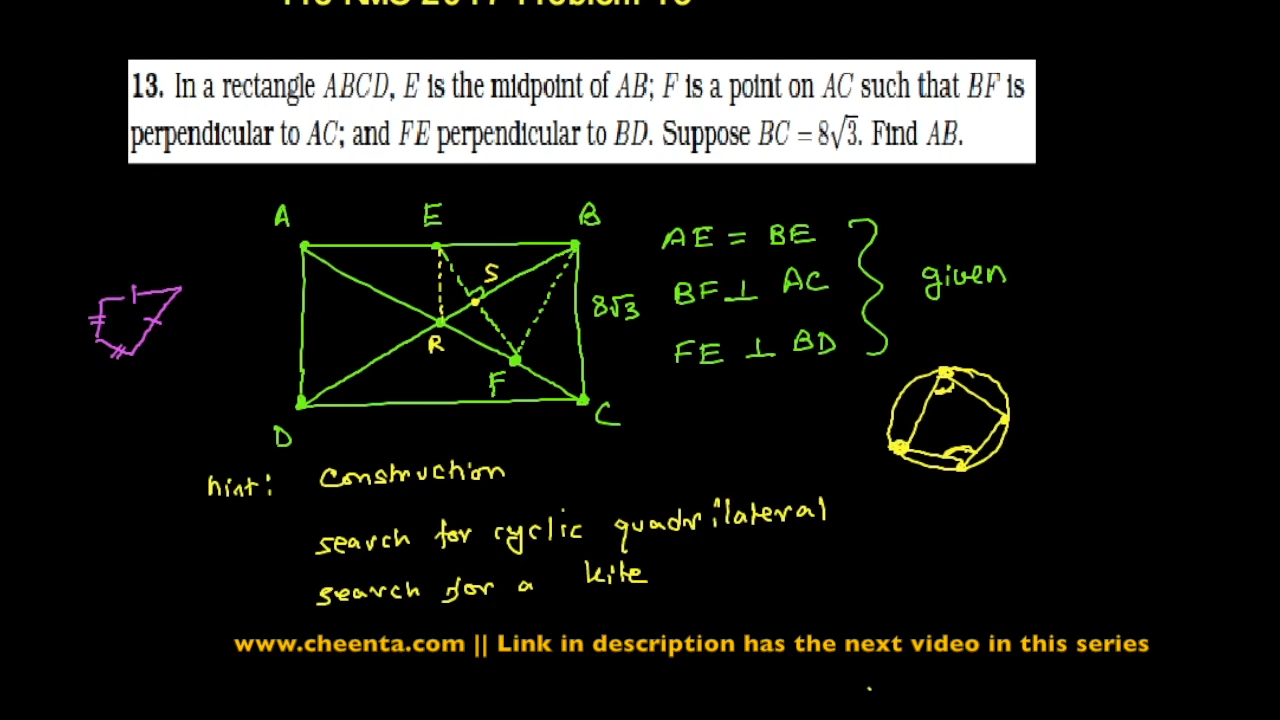 13. In a rectangle ABCD, E is the midpoint of AB; F is a point on AC such that BF is
perpendicular to AC; and FE perpendicular to BD. Suppose BC = 8√3. Find AB.
A E B
S
R
F
D
C
8√3
AE = BE
BF ⊥ AC
FE ⊥ BD
given
hint: construction
search for cyclic quadrilateral
search for a kite
www.cheenta.com || Link in description has the next video in this series